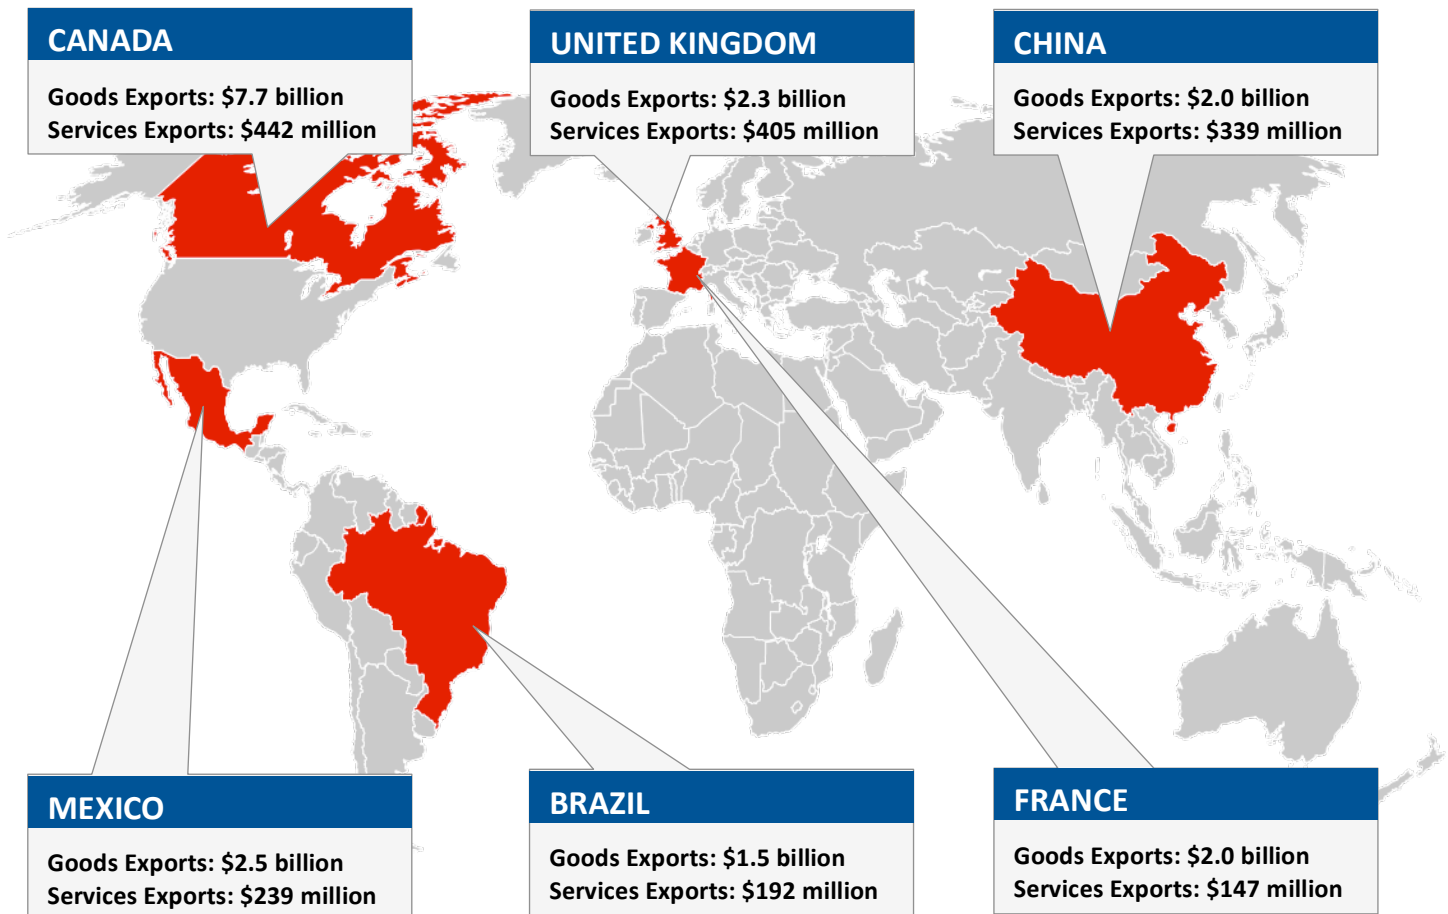 CANADA
Goods Exports: $7.7 billion
Services Exports: $442 million
UNITED KINGDOM
Goods Exports: $2.3 billion
Services Exports: $405 million
CHINA
Goods Exports: $2.0 billion
Services Exports: $339 million
MEXICO
Goods Exports: $2.5 billion
Services Exports: $239 million
BRAZIL
Goods Exports: $1.5 billion
Services Exports: $192 million
FRANCE
Goods Exports: $2.0 billion
Services Exports: $147 million